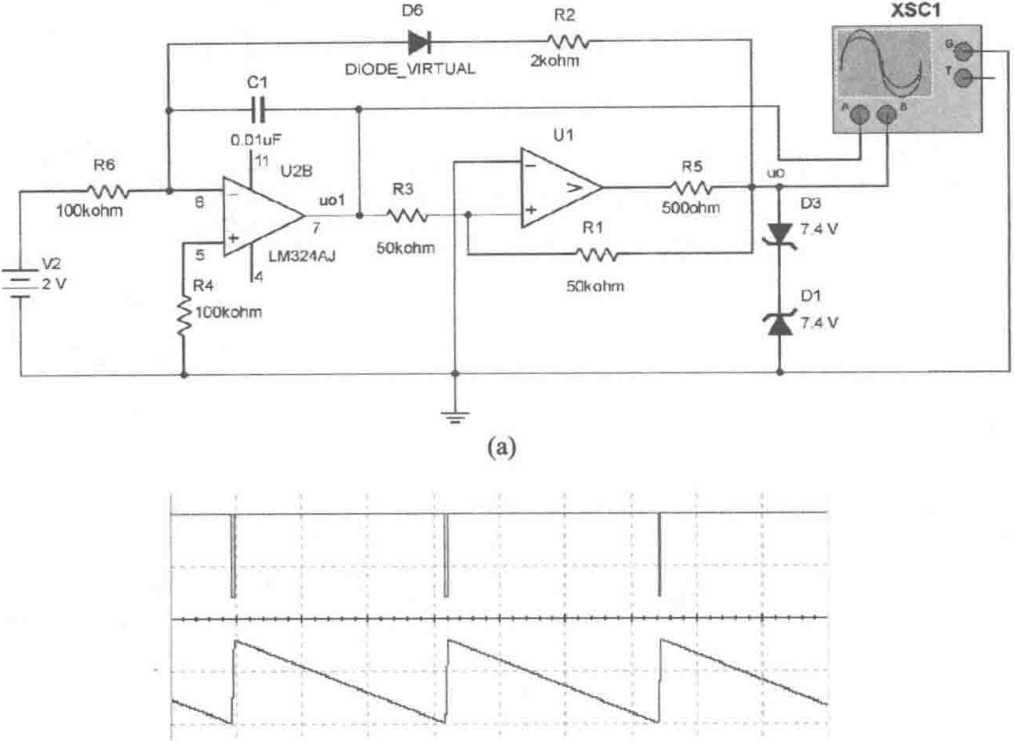 XSC1
G
T
A
B
D6
DIODE_VIRTUAL
R2
2kohm
C1
0.01uF
11
U2B
6
5
7
4
uo1
LM324AJ
R6
100kohm
R4
100kohm
V2
2 V
R3
50kohm
U1
V
R5
500ohm
R1
50kohm
uo
D3
7.4 V
D1
7.4 V
(a)